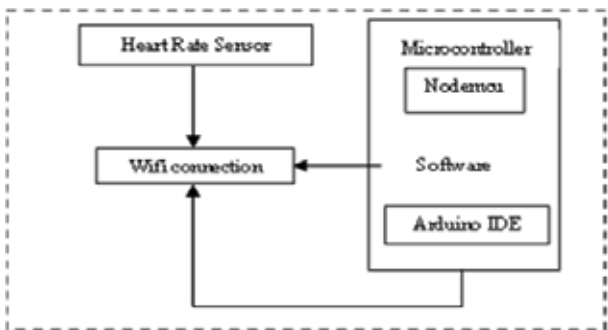 Heart Rate Sensor
Wifi connection
Microcontroller
Nodemcu
Software
Arduino IDE